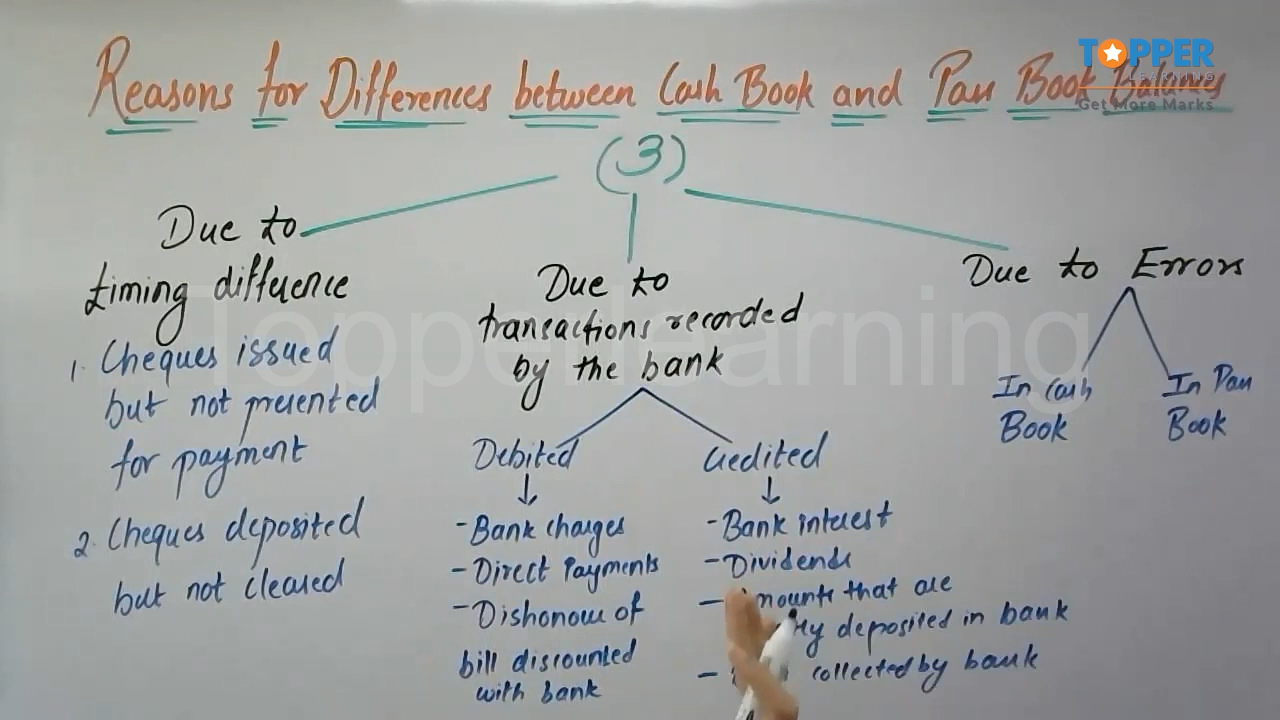 TOPPER
LEARNING
Get More Marks
Reasons for Differences between Cash Book and Pass Book Balances
(3)
Due to
timing difference
1. Cheques issued
but not presented
for payment
2. Cheques deposited
but not cleared
Due to
transactions recorded
by the bank
Debited
- Bank charges
- Direct Payments
- Dishonour of
bill discounted
with bank
Credited
- Bank interest
- Dividends
- that are
deposited in bank
- collected by bank
Due to Errors
In Cash
Book
In Pass
Book
Topperlearning